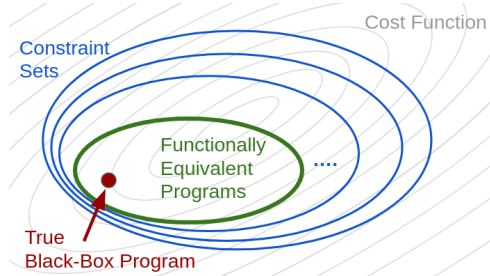 Cost Function
Constraint
Sets
Functionally
Equivalent
Programs
....
True
Black-Box Program